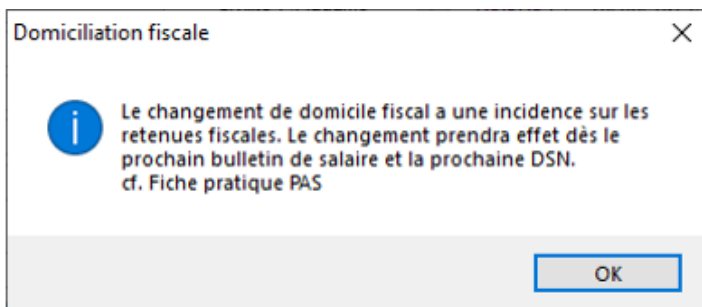 Domiciliation fiscale
Le changement de domicile fiscal a une incidence sur les
retenues fiscales. Le changement prendra effet dès le
prochain bulletin de salaire et la prochaine DSN.
cf. Fiche pratique PAS
OK